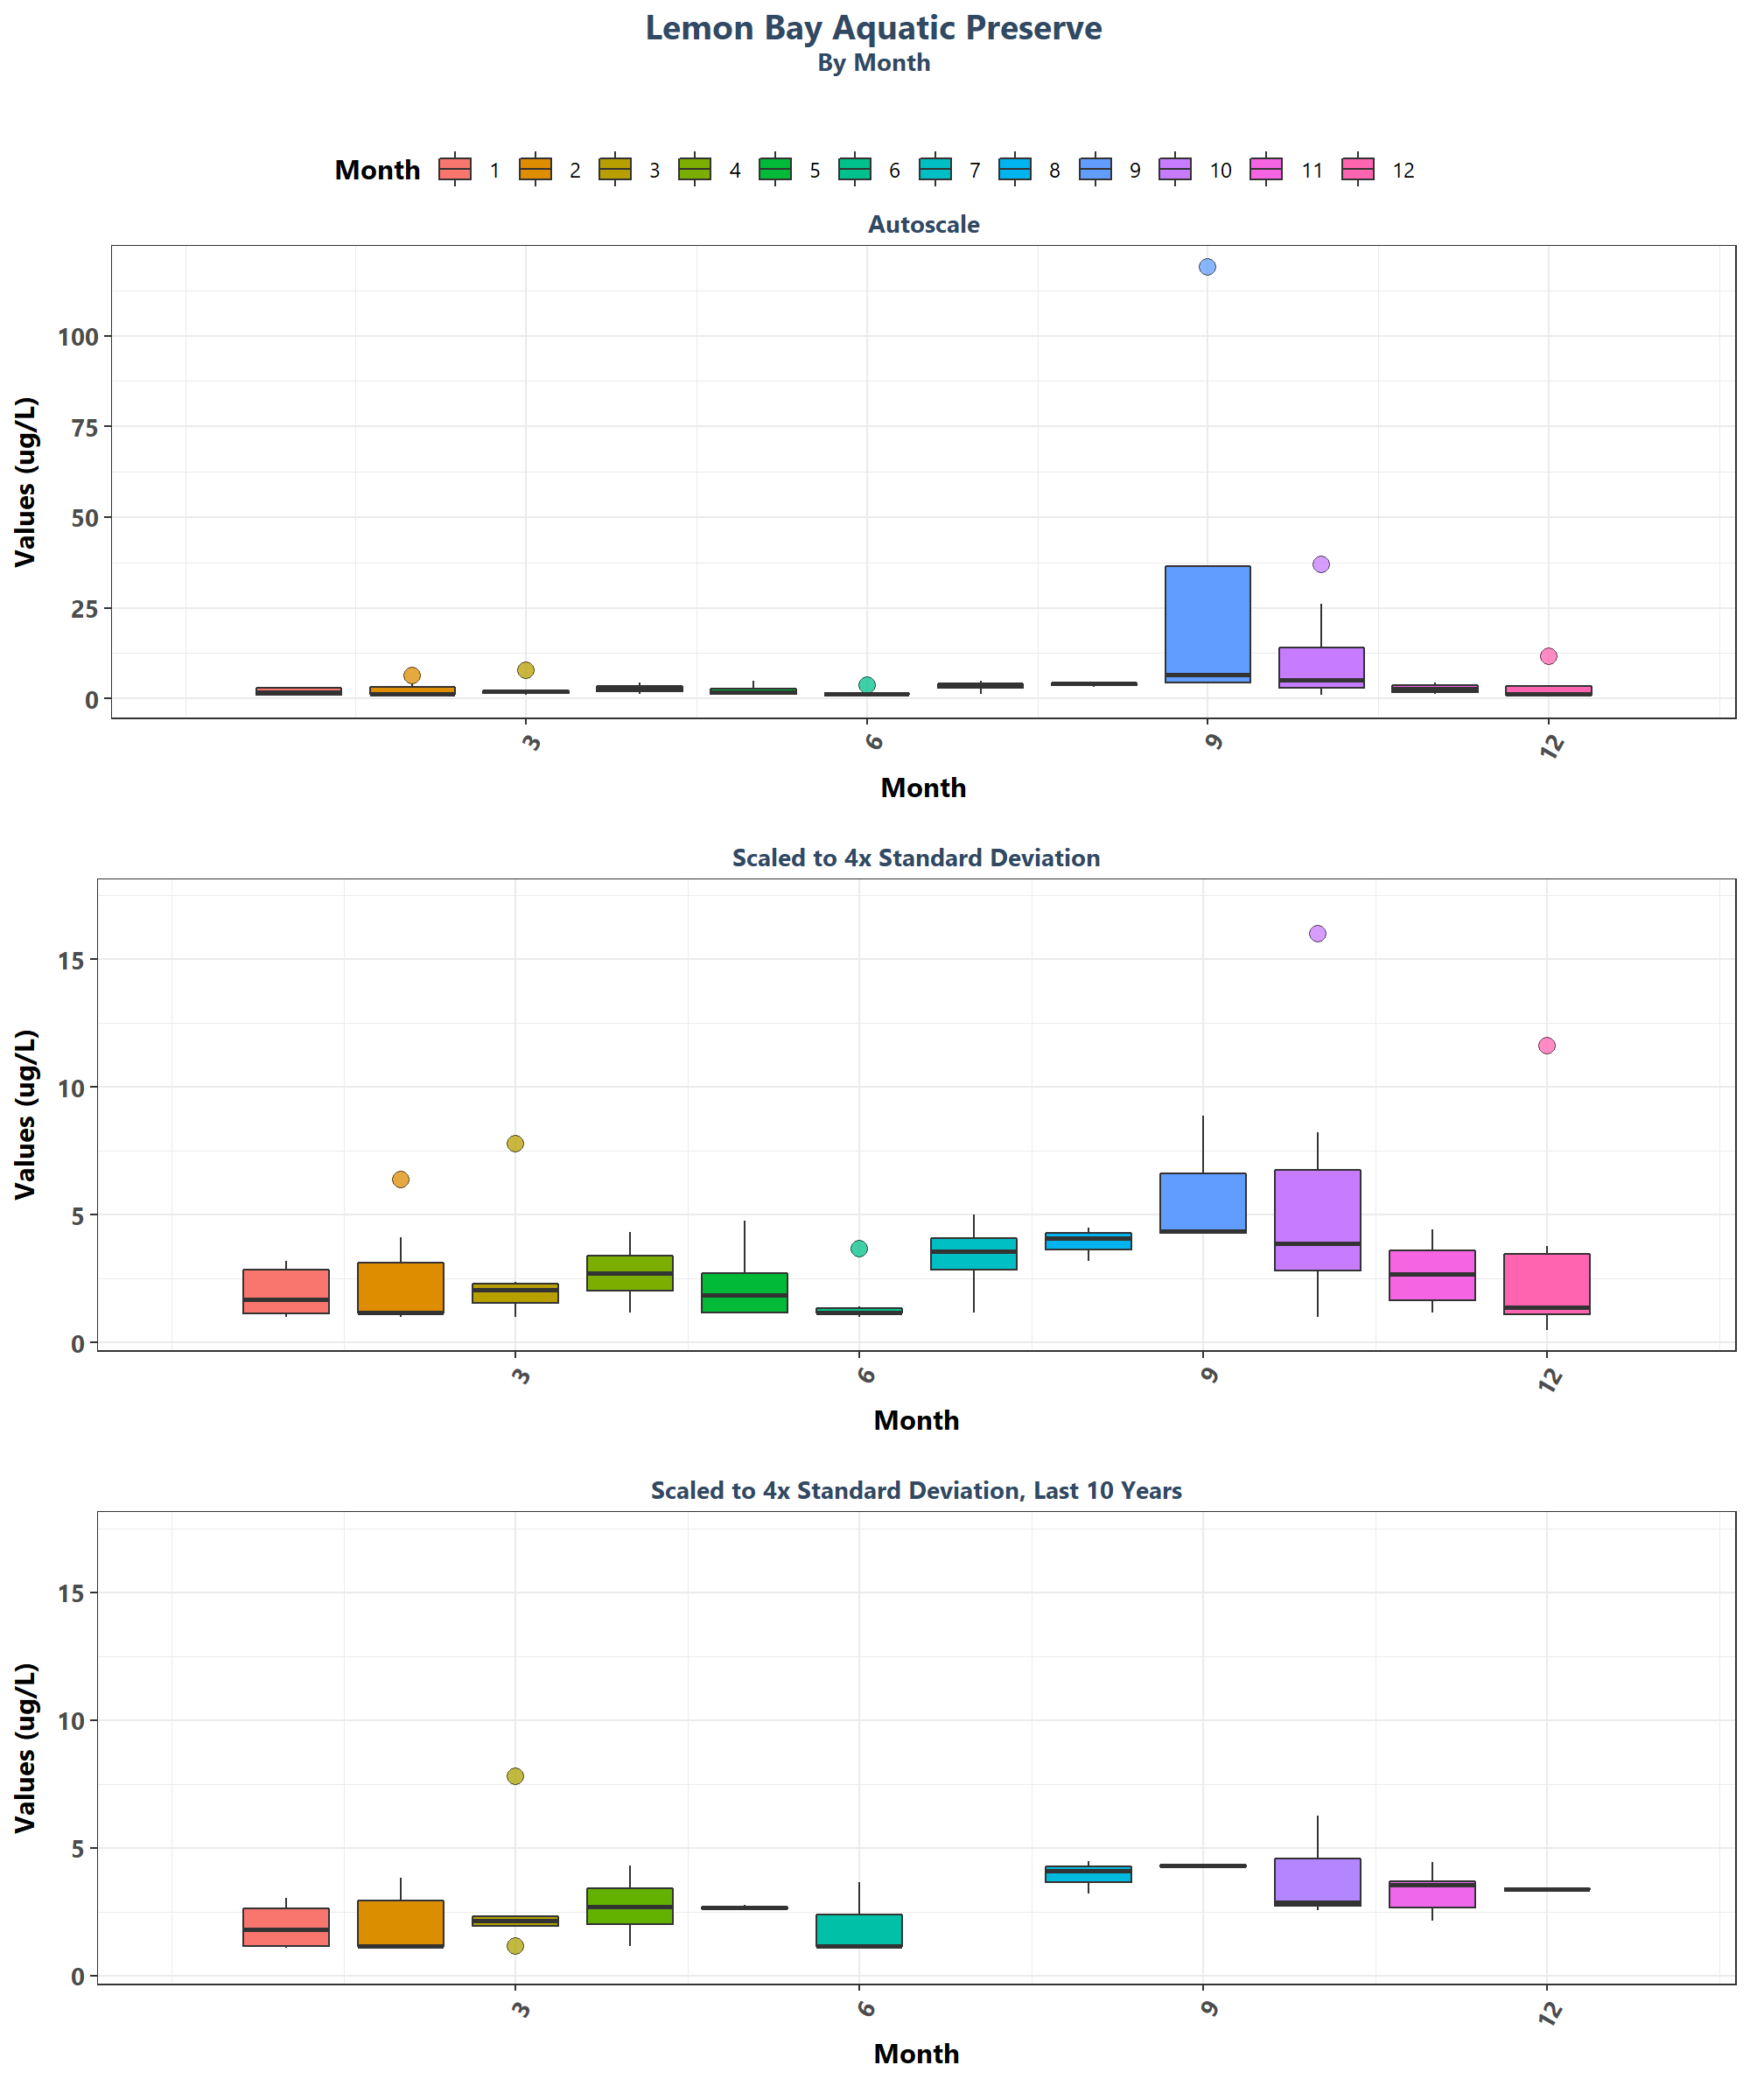 Lemon Bay Aquatic Preserve
By Month
Month 1 2 3 4 5 6 7 8 9 10 11 12
Autoscale
Values (ug/L)
100
75
50
25
0
3 6 9 12
Month
Scaled to 4x Standard Deviation
Values (ug/L)
15
10
5
0
3 6 9 12
Month
Scaled to 4x Standard Deviation, Last 10 Years
Values (ug/L)
15
10
5
0
3 6 9 12
Month